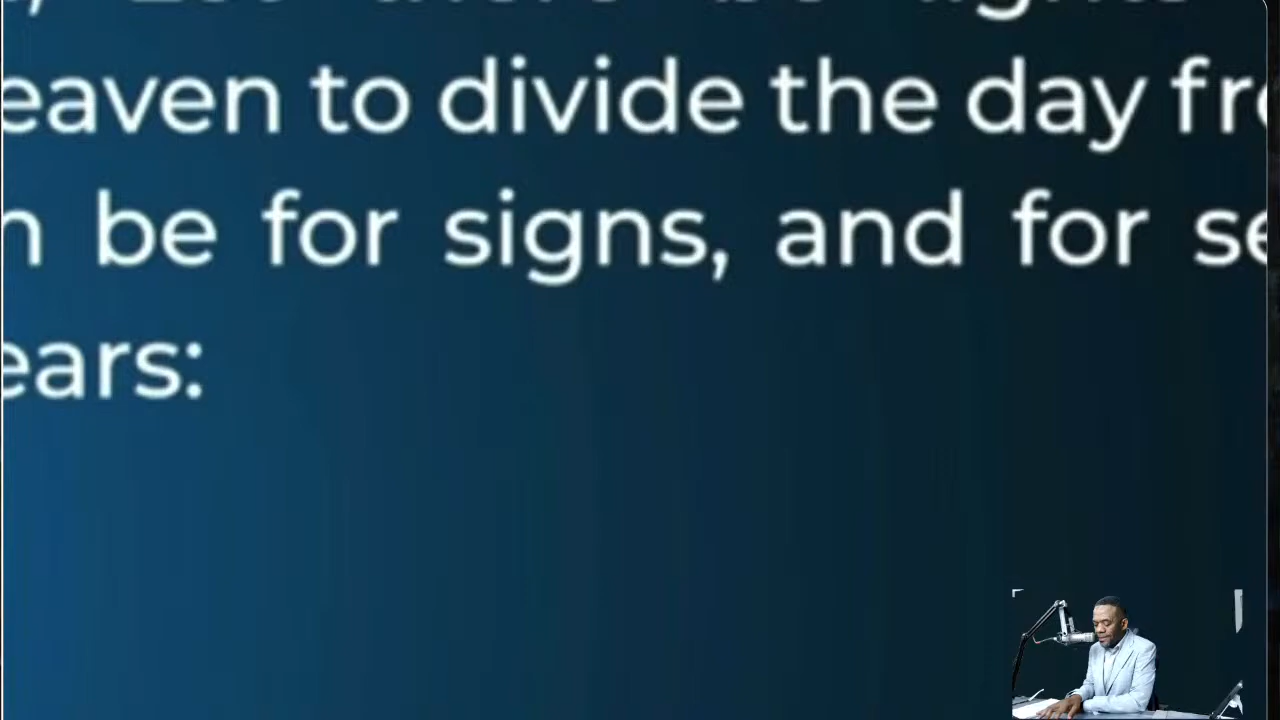 eaven to divide the day fr
n be for signs, and for se
ears: